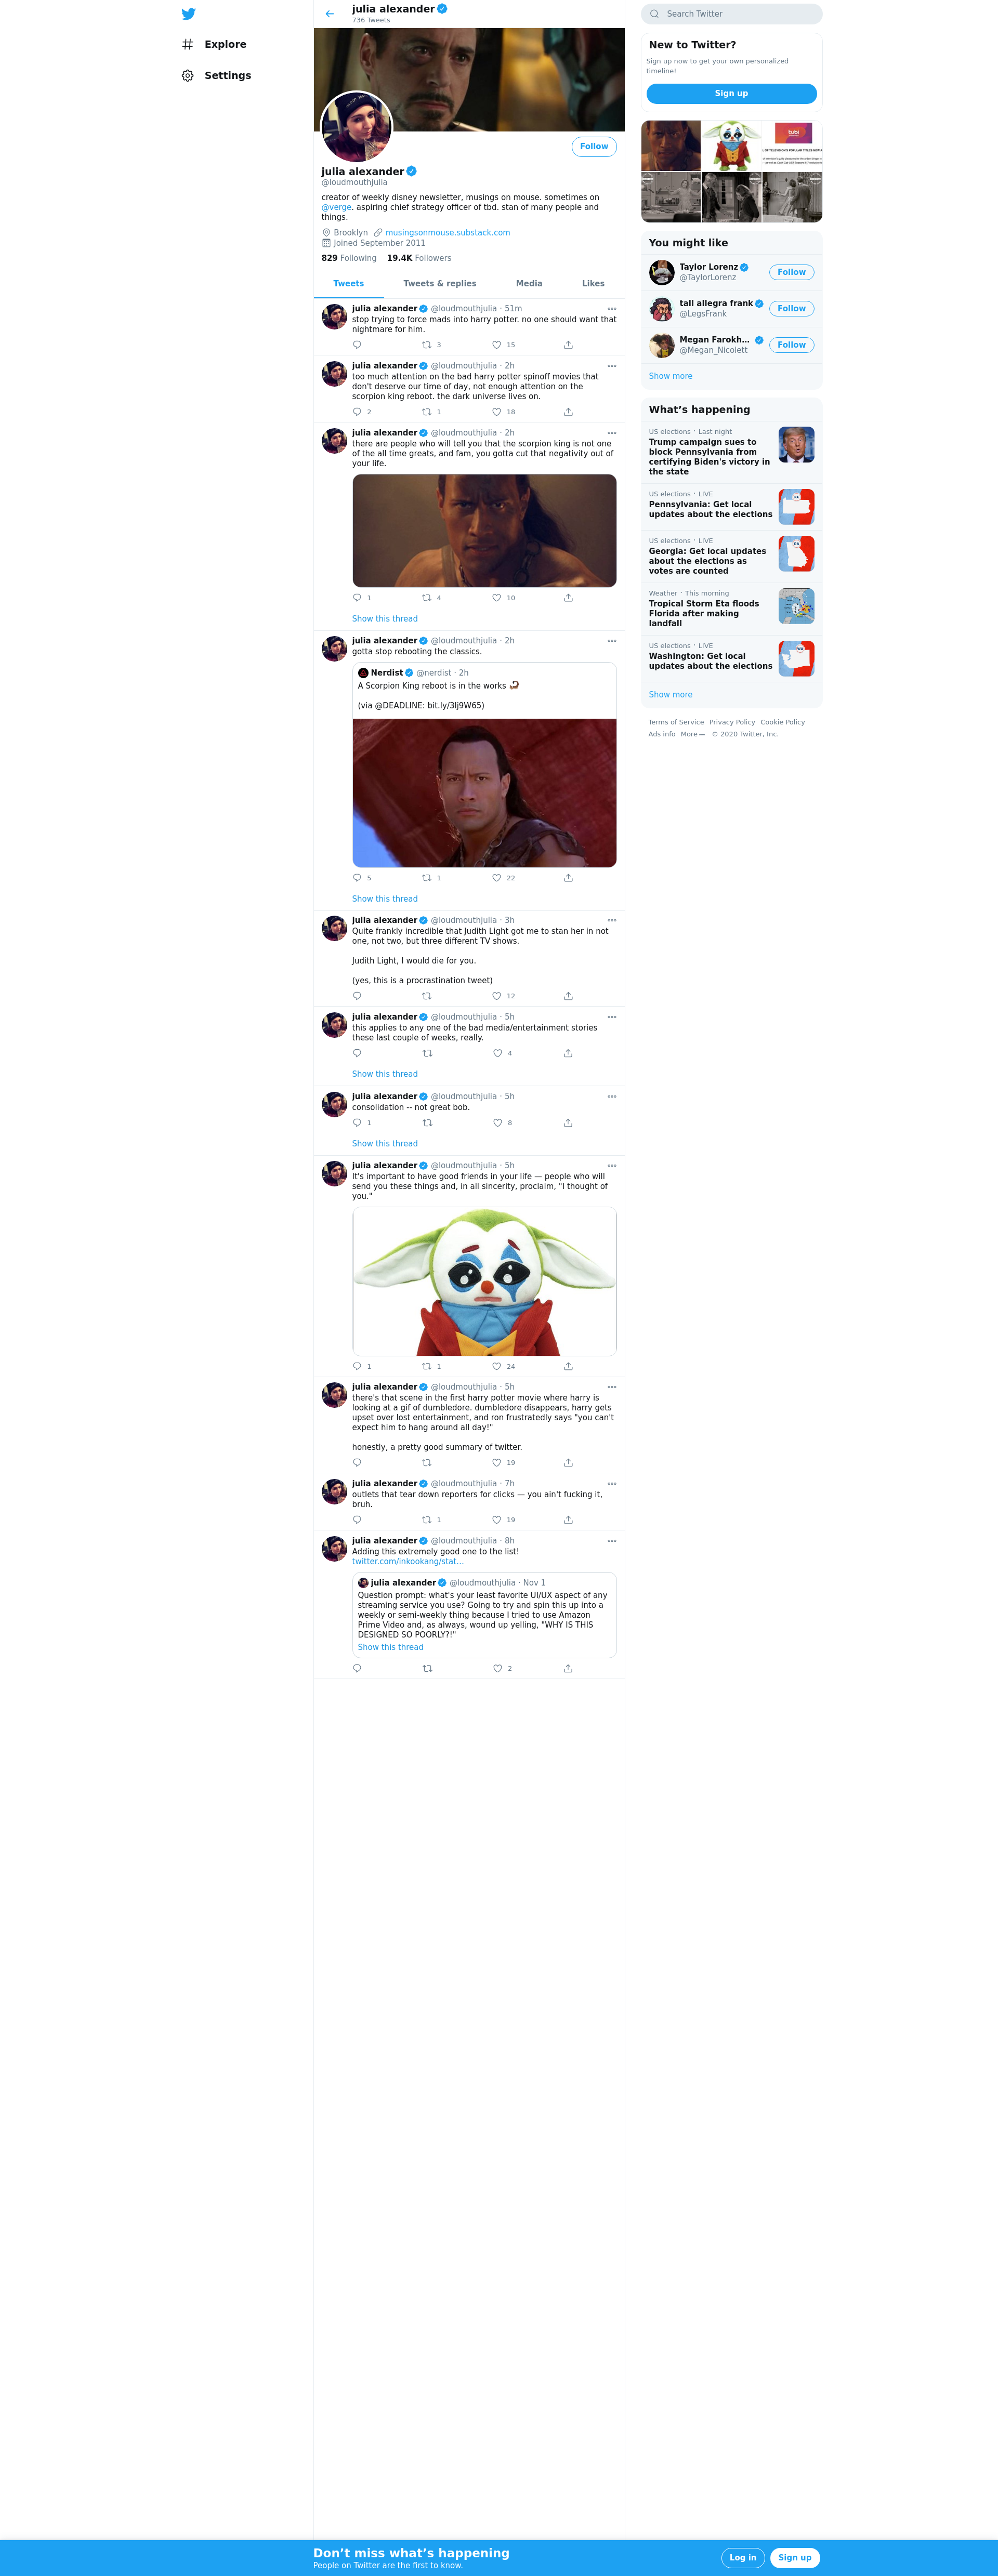 Explore
Settings
julia alexander
736 Tweets
Follow
julia alexander
@loudmouthjulia
creator of weekly disney newsletter, musings on mouse. sometimes on
@verge. aspiring chief strategy officer of tbd. stan of many people and
things.
Brooklyn musingsonmouse.substack.com
Joined September 2011
829 Following 19.4K Followers
Tweets Tweets & replies Media Likes
julia alexander @loudmouthjulia · 51m
stop trying to force mads into harry potter. no one should want that
nightmare for him.
3 15
julia alexander @loudmouthjulia · 2h
too much attention on the bad harry potter spinoff movies that
don't deserve our time of day, not enough attention on the
scorpion king reboot. the dark universe lives on.
2 1 18
julia alexander @loudmouthjulia · 2h
there are people who will tell you that the scorpion king is not one
of the all time greats, and fam, you gotta cut that negativity out of
your life.
1 4 10
Show this thread
julia alexander @loudmouthjulia · 2h
gotta stop rebooting the classics.
Nerdist @nerdist · 2h
A Scorpion King reboot is in the works 🦂
(via @DEADLINE: bit.ly/3lj9W65)
5 1 22
Show this thread
julia alexander @loudmouthjulia · 3h
Quite frankly incredible that Judith Light got me to stan her in not
one, not two, but three different TV shows.
Judith Light, I would die for you.
(yes, this is a procrastination tweet)
12
julia alexander @loudmouthjulia · 5h
this applies to any one of the bad media/entertainment stories
these last couple of weeks, really.
4
Show this thread
julia alexander @loudmouthjulia · 5h
consolidation -- not great bob.
1 8
Show this thread
julia alexander @loudmouthjulia · 5h
It's important to have good friends in your life — people who will
send you these things and, in all sincerity, proclaim, "I thought of
you."
1 1 24
julia alexander @loudmouthjulia · 5h
there's that scene in the first harry potter movie where harry is
looking at a gif of dumbledore. dumbledore disappears, harry gets
upset over lost entertainment, and ron frustratedly says "you can't
expect him to hang around all day!"
honestly, a pretty good summary of twitter.
19
julia alexander @loudmouthjulia · 7h
outlets that tear down reporters for clicks — you ain't fucking it,
bruh.
1 19
julia alexander @loudmouthjulia · 8h
Adding this extremely good one to the list!
twitter.com/inkookang/stat…
julia alexander @loudmouthjulia · Nov 1
Question prompt: what's your least favorite UI/UX aspect of any
streaming service you use? Going to try and spin this up into a
weekly or semi-weekly thing because I tried to use Amazon
Prime Video and, as always, wound up yelling, "WHY IS THIS
DESIGNED SO POORLY?!"
Show this thread
2
Search Twitter
New to Twitter?
Sign up now to get your own personalized
timeline!
Sign up
tubi
You might like
Taylor Lorenz
@TaylorLorenz
Follow
tall allegra frank
@LegsFrank
Follow
Megan Farokh…
@Megan_Nicolett
Follow
Show more
What's happening
US elections · Last night
Trump campaign sues to
block Pennsylvania from
certifying Biden's victory in
the state
US elections · LIVE
Pennsylvania: Get local
updates about the elections
US elections · LIVE
Georgia: Get local updates
about the elections as
votes are counted
Weather · This morning
Tropical Storm Eta floods
Florida after making
landfall
US elections · LIVE
Washington: Get local
updates about the elections
Show more
Terms of Service Privacy Policy Cookie Policy
Ads info More © 2020 Twitter, Inc.
Don't miss what's happening
People on Twitter are the first to know.
Log in
Sign up